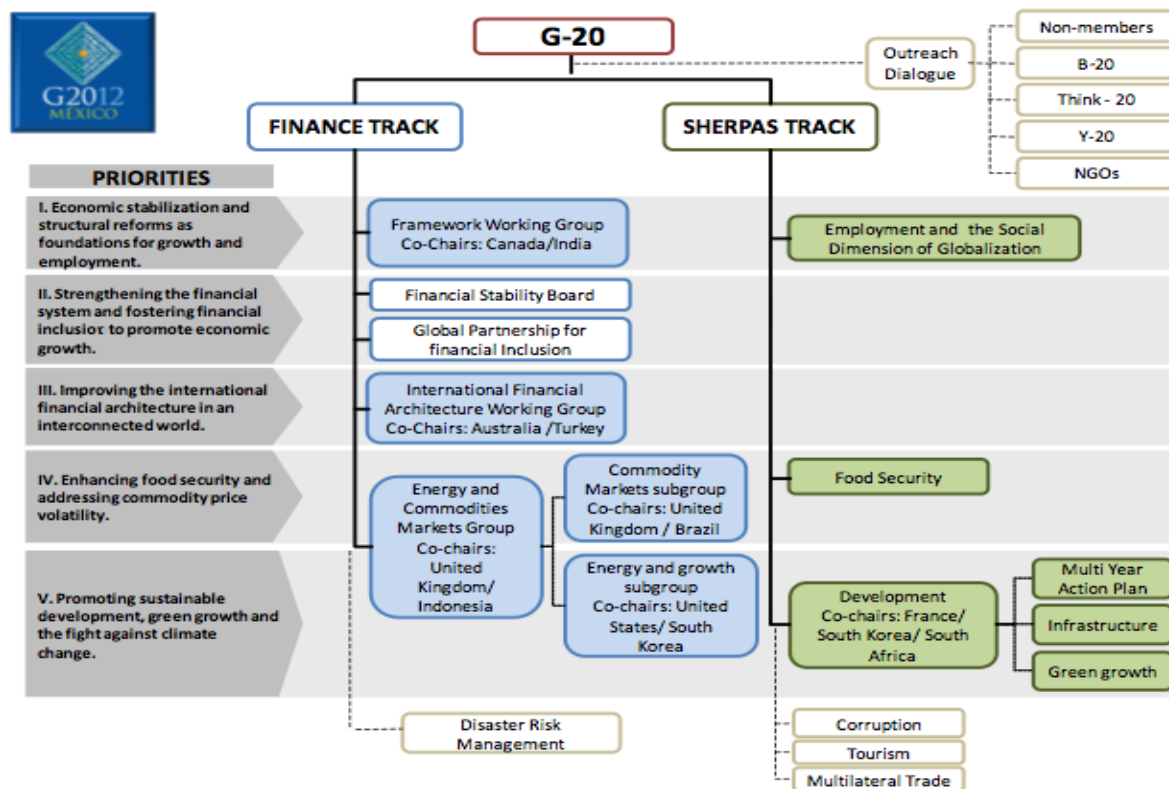 G2012
MÉXICO
G-20
Outreach
Dialogue
Non-members
B-20
Think - 20
Y-20
NGOs
FINANCE TRACK
SHERPAS TRACK
PRIORITIES
I. Economic stabilization and
structural reforms as
foundations for growth and
employment.
Framework Working Group
Co-Chairs: Canada/India
Employment and the Social
Dimension of Globalization
II. Strengthening the financial
system and fostering financial
inclusion to promote economic
growth.
Financial Stability Board
Global Partnership for
financial Inclusion
III. Improving the international
financial architecture in an
interconnected world.
International Financial
Architecture Working Group
Co-Chairs: Australia /Turkey
IV. Enhancing food security and
addressing commodity price
volatility.
Energy and
Commodities
Markets Group
Co-chairs:
United
Kingdom/
Indonesia
Commodity
Markets subgroup
Co-chairs: United
Kingdom / Brazil
Food Security
V. Promoting sustainable
development, green growth and
the fight against climate
change.
Energy and growth
subgroup
Co-chairs: United
States/ South
Korea
Development
Co-chairs: France/
South Korea/ South
Africa
Multi Year
Action Plan
Infrastructure
Green growth
Disaster Risk
Management
Corruption
Tourism
Multilateral Trade